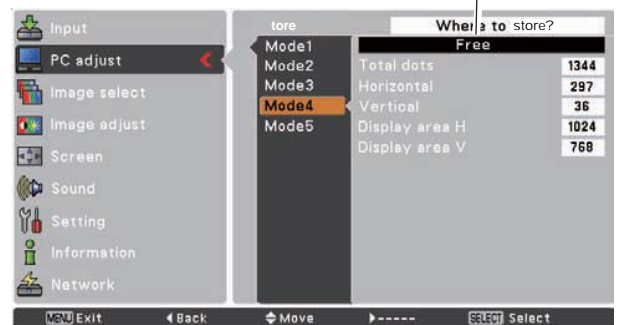 Input
PC adjust
Image select
Image adjust
Screen
Sound
Setting
Information
Network
tore
Mode1
Mode2
Mode3
Mode4
Mode5
Where to store?
Free
Total dots 1344
Horizontal 297
Vertical 36
Display area H 1024
Display area V 768
MENU Exit Back Move ----- SELECT Select